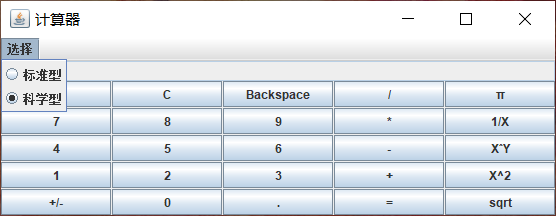 计算器
选择
标准型
科学型
C Backspace / π
7 8 9 * 1/X
4 5 6 - X^Y
1 2 3 + X^2
+/- 0 . = sqrt